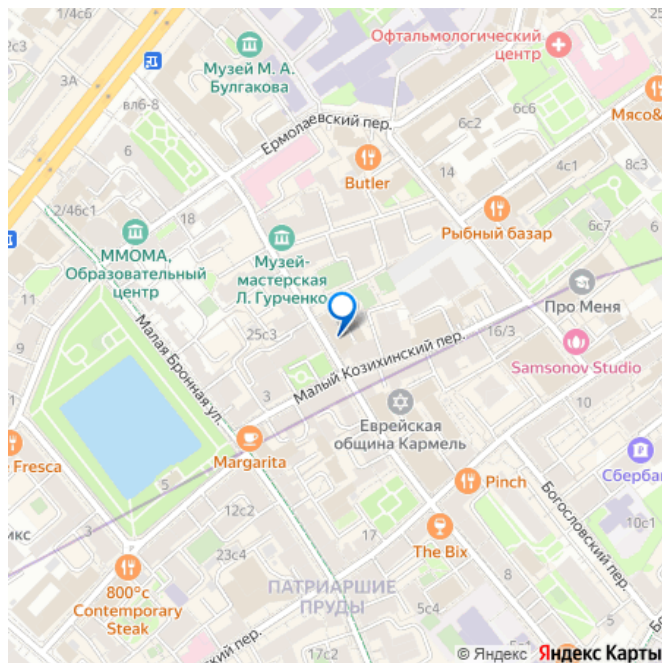 1/4с6
Офтальмологический
центр
Музей М. А.
Булгакова
3А
вл6-8
6с6
6с2
Мясо&
Ермолаевский пер.
6
Butler
14
4с1
8с3
2/46с1
18
Рыбный базар
6с7
ММОМА,
Образовательный
центр
Музей-
мастерская
Л. Гурченко
11
Про Меня
9
25с3
16/3
Samsonov Studio
Малая Бронная ул.
Малый Козихинский пер.
3
10
Еврейская
община Кармель
Margarita
Fresca
Сбербан
5
Pinch
10с1
икс
3
12с2
Богословский пер.
17
The Bix
23с4
8
800°c
Contemporary
Steak
ПАТРИАРШИЕ
ПРУДЫ
5с4
пер.
5с1
© Яндекс Яндекс Карты